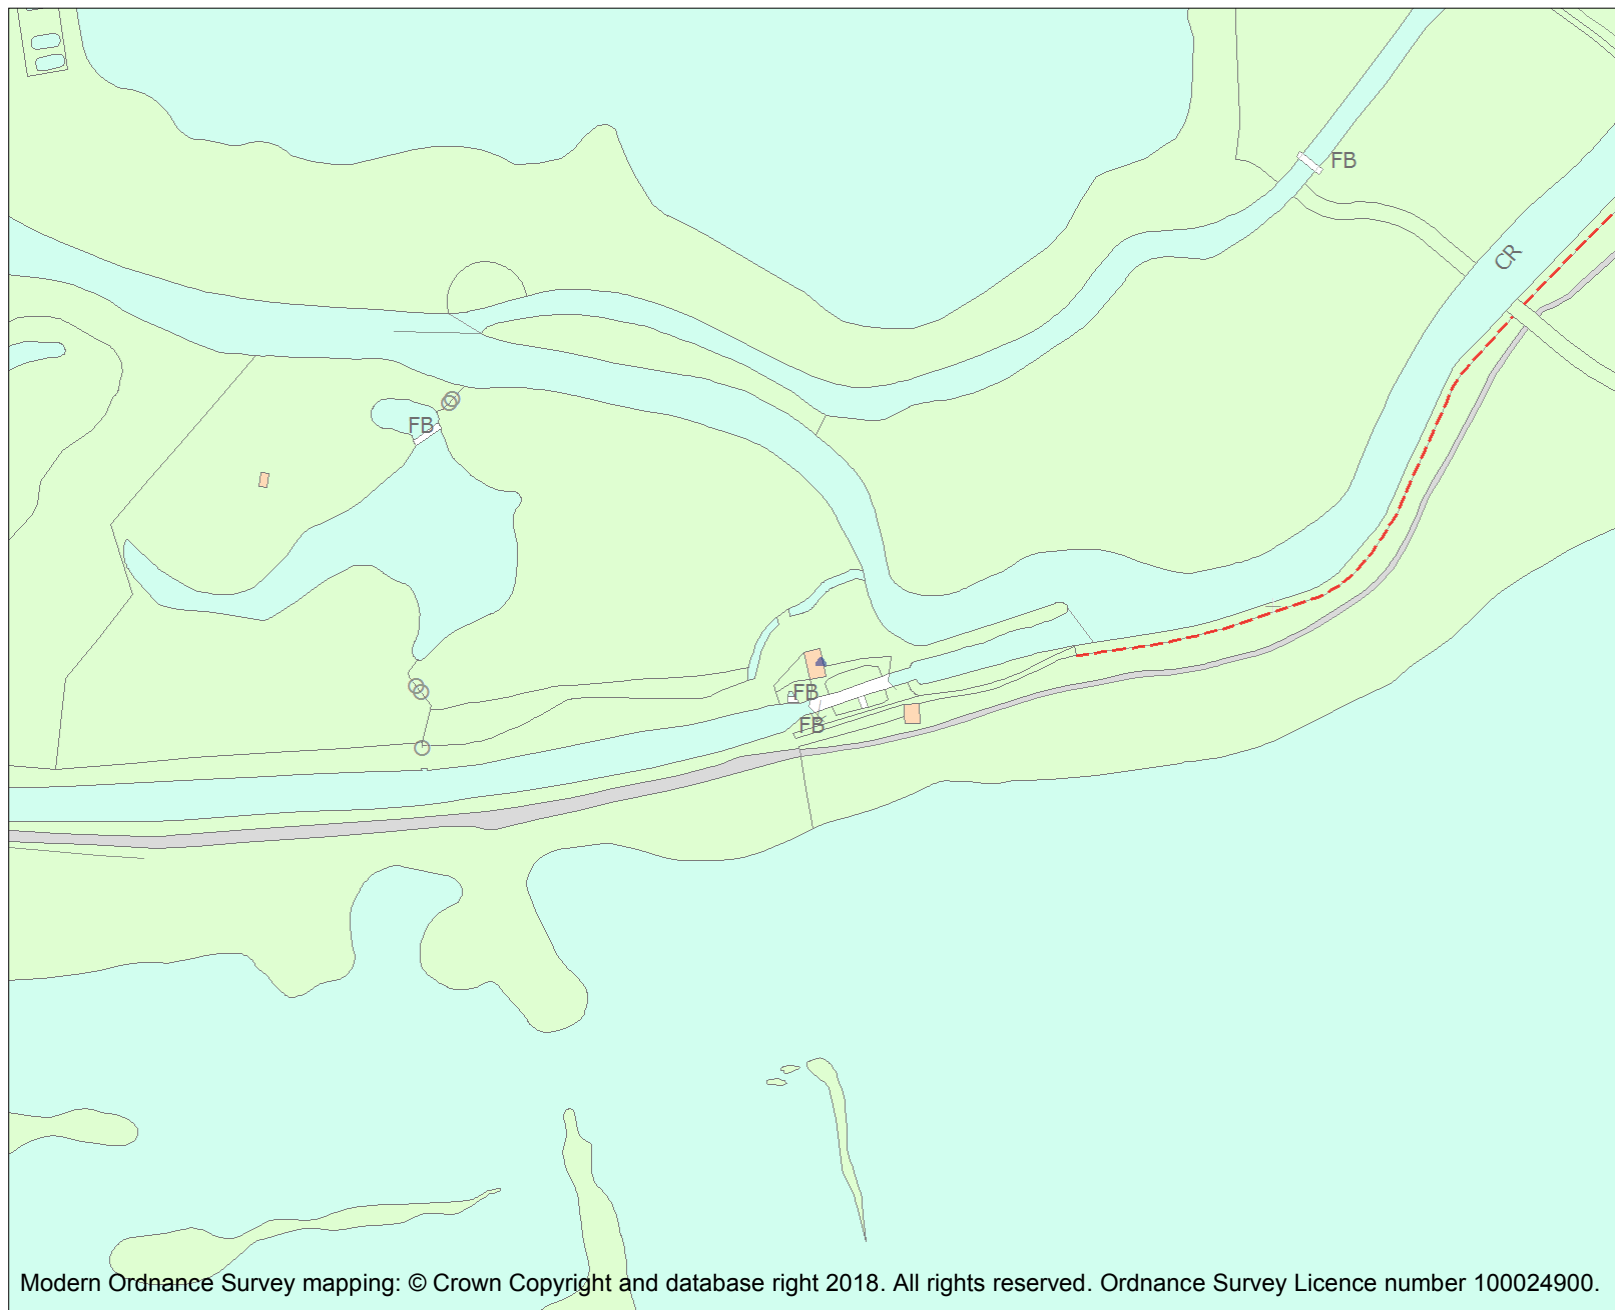 FB
CR
FB
FB
FB
Modern Ordnance Survey mapping: © Crown Copyright and database right 2018. All rights reserved. Ordnance Survey Licence number 100024900.